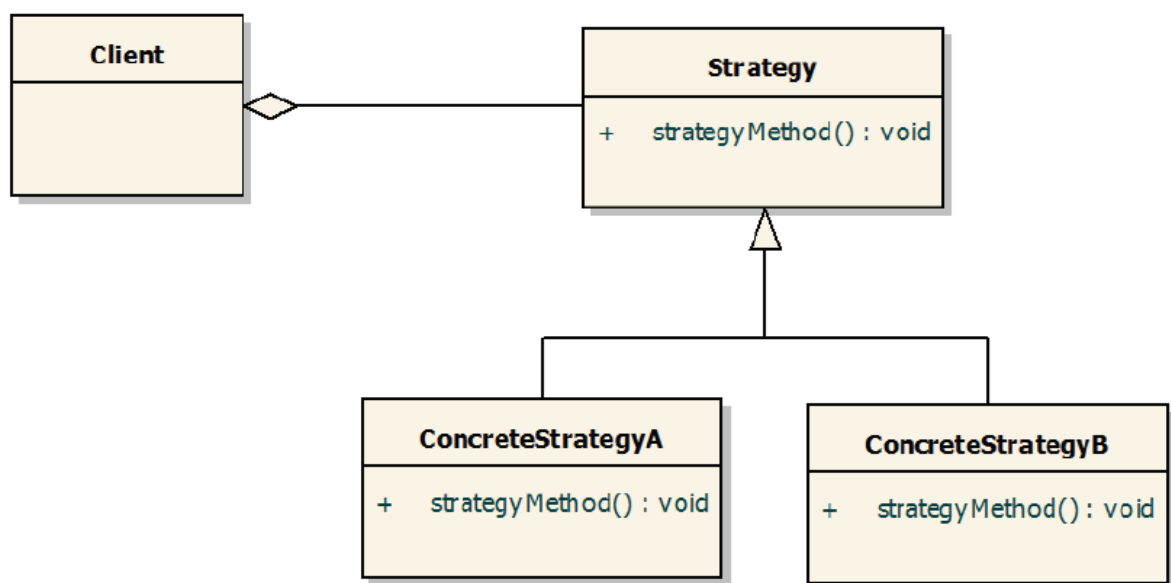 Client
Strategy
+ strategyMethod() : void
ConcreteStrategyA
+ strategyMethod() : void
ConcreteStrategyB
+ strategyMethod() : void